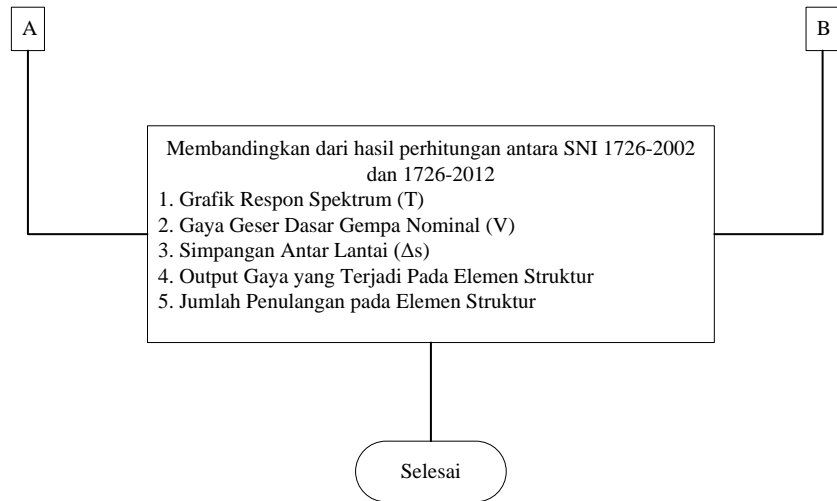 A
B
Membandingkan dari hasil perhitungan antara SNI 1726-2002
dan 1726-2012
1. Grafik Respon Spektrum (T)
2. Gaya Geser Dasar Gempa Nominal (V)
3. Simpangan Antar Lantai (Δs)
4. Output Gaya yang Terjadi Pada Elemen Struktur
5. Jumlah Penulangan pada Elemen Struktur
Selesai